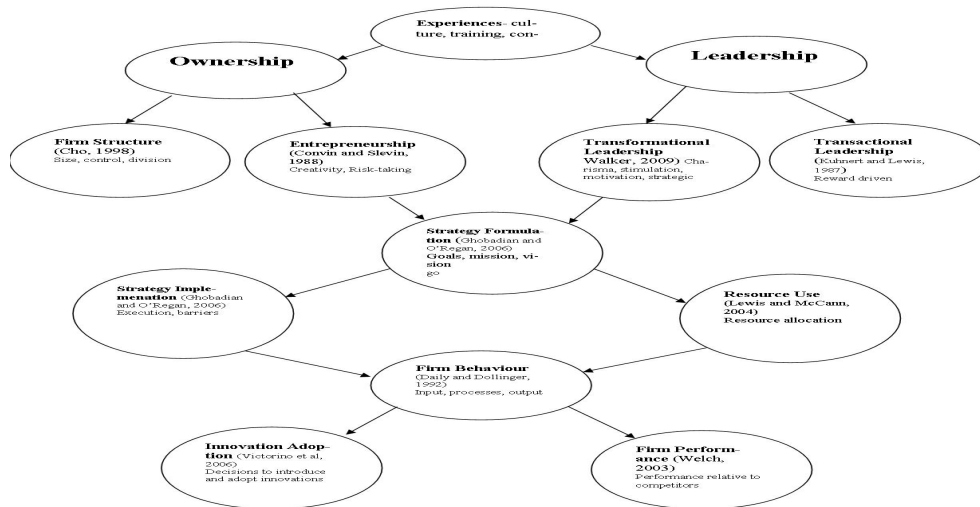 Experiences- cul-
ture, training, con-
Ownership
Leadership
Firm Structure
(Cho, 1998)
Size, control, division
Entrepreneurship
(Convin and Slevin,
1988)
Creativity, Risk-taking
Transformational
Leadership
Walker, 2009) Cha-
risma, stimulation,
motivation, strategic
Transactional
Leadership
(Kuhnert and Lewis,
1987)
Reward driven
Strategy Formula-
tion (Ghobadian and
O'Regan, 2006)
Goals, mission, vi-
sion
go
Strategy Imple-
menation (Ghobadian
and O'Regan, 2006)
Execution, barriers
Resource Use
(Lewis and McCann,
2004)
Resource allocation
Firm Behaviour
(Daily and Dollinger,
1992)
Input, processes, output
Innovation Adop-
tion (Victorino et al,
2006)
Decisions to introduce
and adopt innovations
Firm Perform-
ance (Welch,
2003)
Performance relative to
competitors